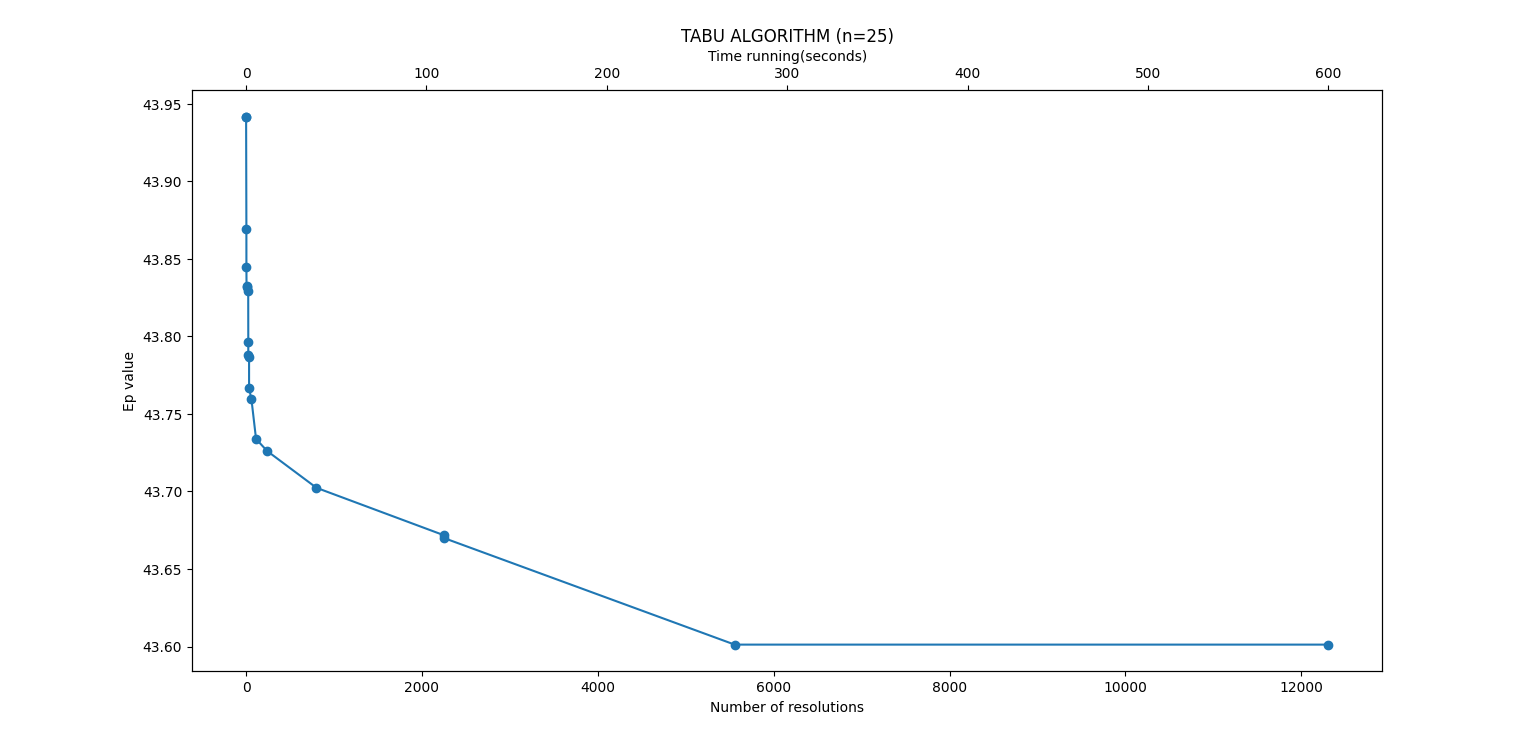 TABU ALGORITHM (n=25)
Time running(seconds)
0 100 200 300 400 500 600
43.95
43.90
43.85
43.80
43.75
43.70
43.65
43.60
Ep value
0 2000 4000 6000 8000 10000 12000
Number of resolutions